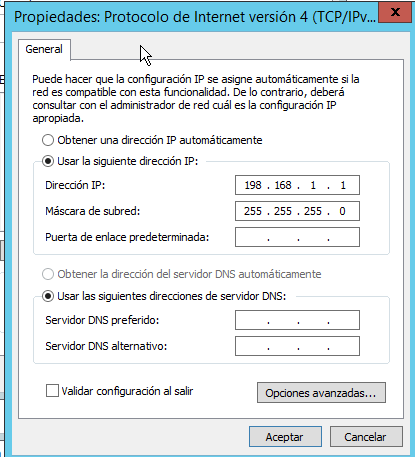 Propiedades: Protocolo de Internet versión 4 (TCP/IPv...
x
General
Puede hacer que la configuración IP se asigne automáticamente si la
red es compatible con esta funcionalidad. De lo contrario, deberá
consultar con el administrador de red cuál es la configuración IP
apropiada.
Obtener una dirección IP automáticamente
Usar la siguiente dirección IP:
Dirección IP: 198 . 168 . 1 . 1
Máscara de subred: 255 . 255 . 255 . 0
Puerta de enlace predeterminada: . . .
Obtener la dirección del servidor DNS automáticamente
Usar las siguientes direcciones de servidor DNS:
Servidor DNS preferido: . . .
Servidor DNS alternativo: . . .
Validar configuración al salir
Opciones avanzadas...
Aceptar Cancelar